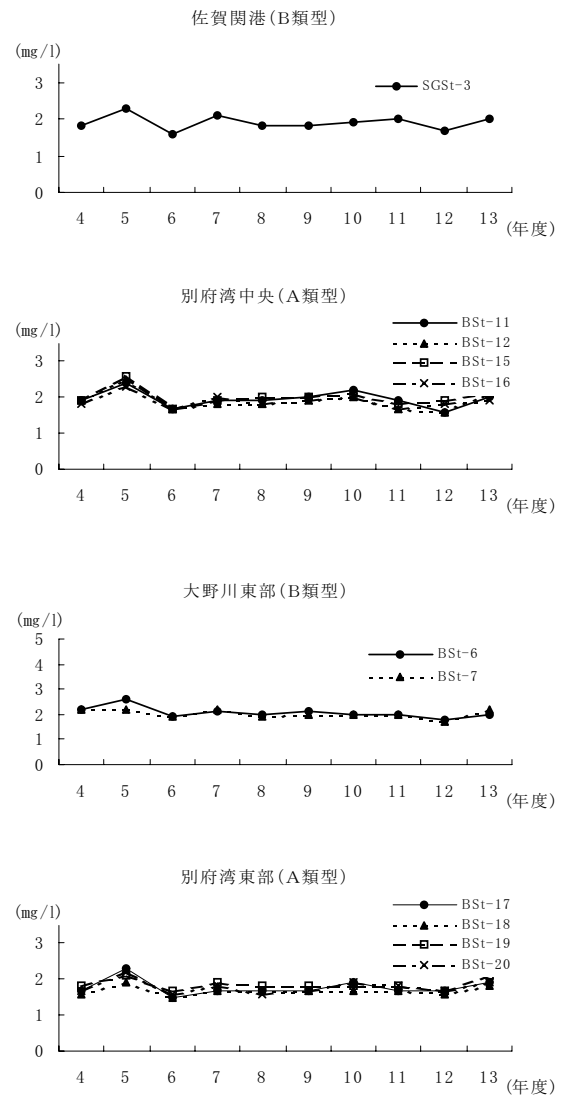 佐賀関港(B類型)
(mg/l)
SGSt-3
3
2
1
0
4 5 6 7 8 9 10 11 12 13
(年度)
別府湾中央(A類型)
(mg/l)
BSt-11
BSt-12
BSt-15
BSt-16
3
2
1
0
4 5 6 7 8 9 10 11 12 13
(年度)
大野川東部(B類型)
(mg/l)
BSt-6
BSt-7
5
4
3
2
1
0
4 5 6 7 8 9 10 11 12 13
(年度)
別府湾東部(A類型)
(mg/l)
BSt-17
BSt-18
BSt-19
BSt-20
3
2
1
0
4 5 6 7 8 9 10 11 12 13
(年度)